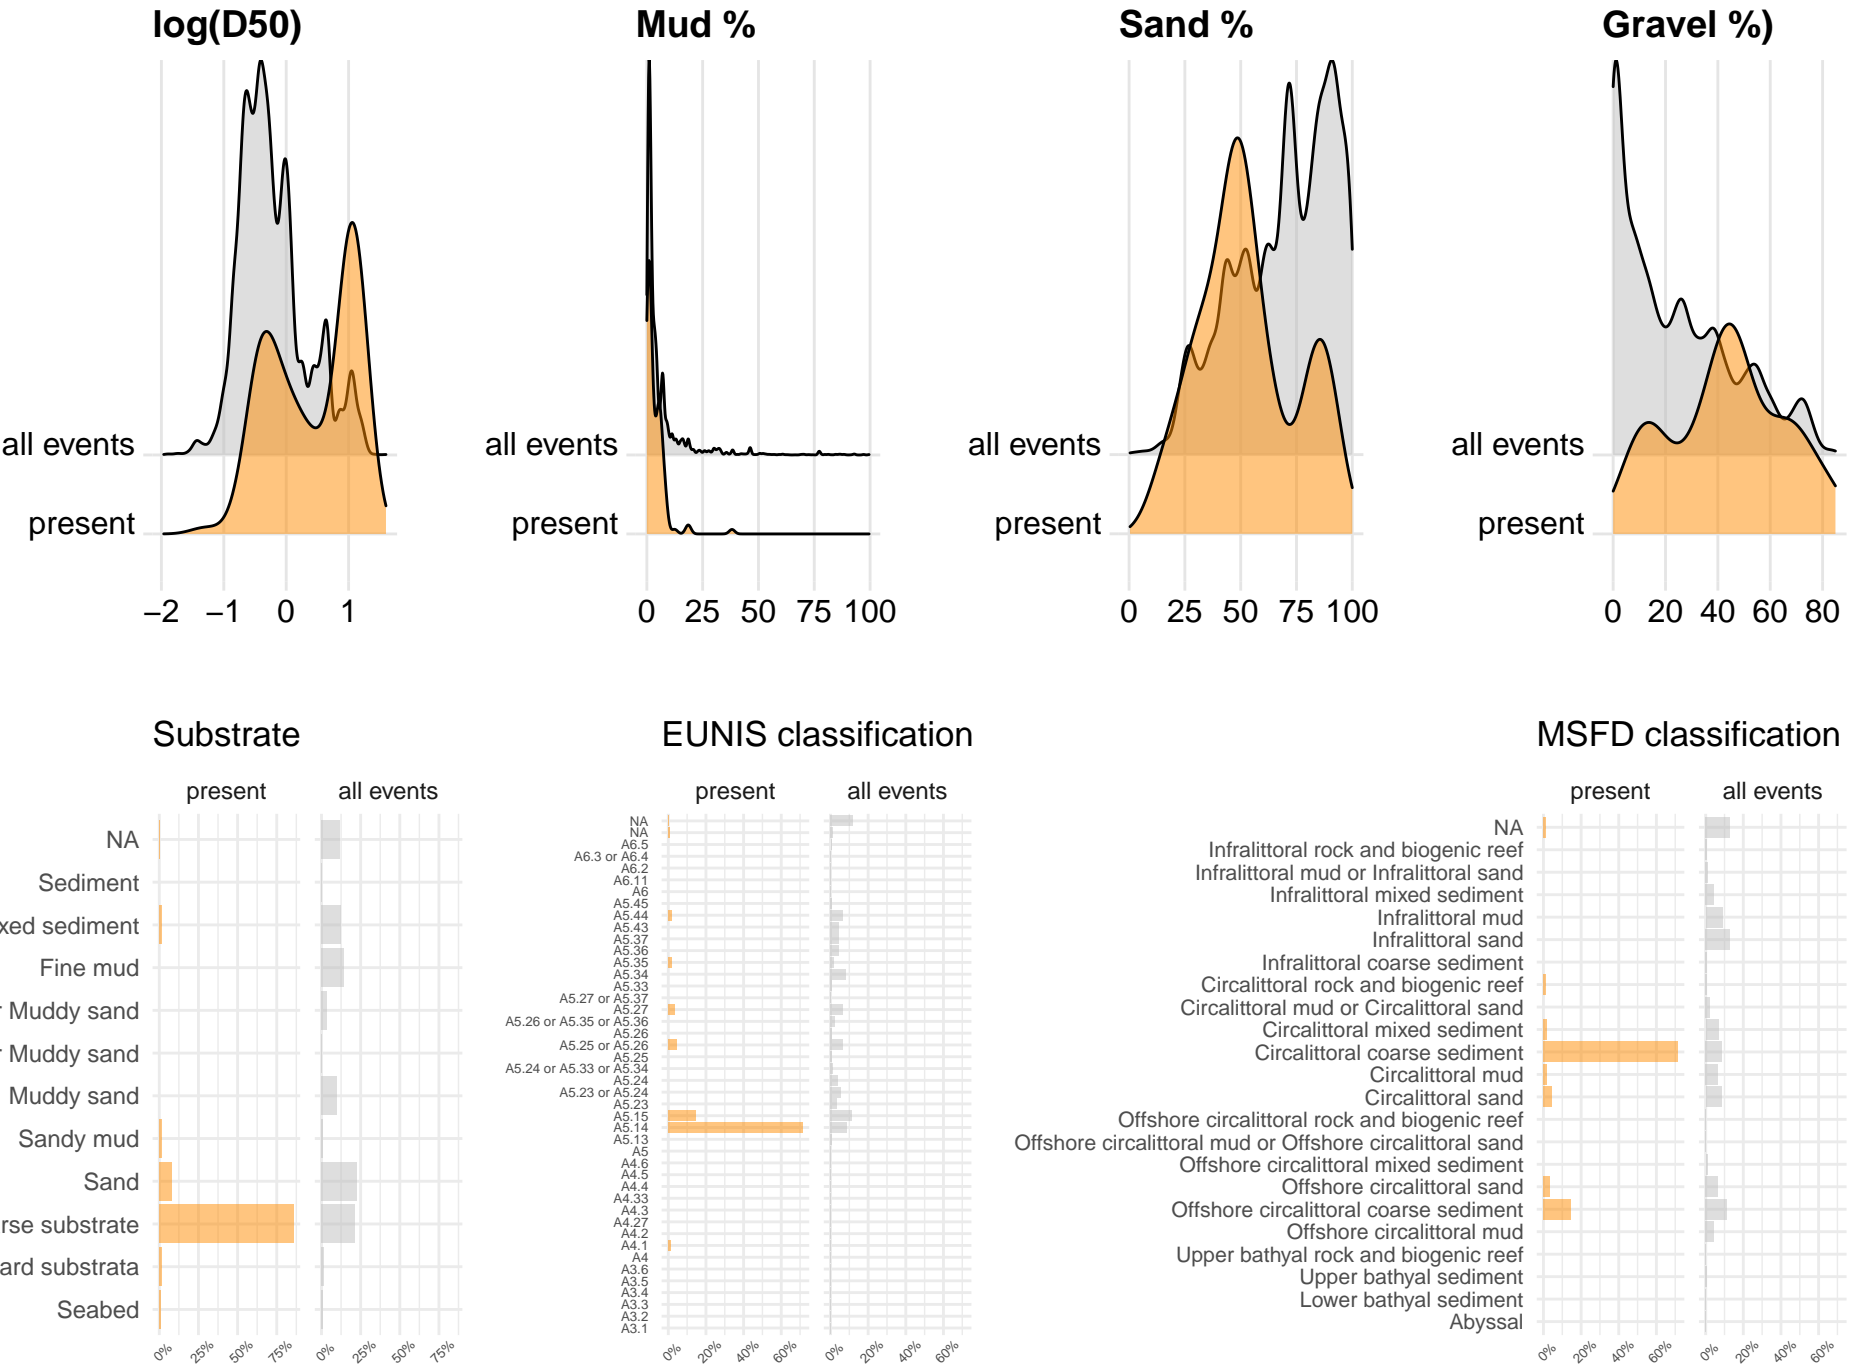 log(D50)
Mud %
Sand %
Gravel %)
all events
present
−2 −1 0 1
all events
present
0 25 50 75 100
all events
present
0 25 50 75 100
all events
present
0 20 40 60 80
Substrate
present all events
NA
Sediment
xed sediment
Fine mud
r Muddy sand
r Muddy sand
Muddy sand
Sandy mud
Sand
rse substrate
ard substrata
Seabed
0% 25% 50% 75% 0% 25% 50% 75%
EUNIS classification
present all events
NA
NA
A6.5
A6.3 or A6.4
A6.2
A6.11
A6
A5.45
A5.44
A5.43
A5.37
A5.36
A5.35
A5.34
A5.33
A5.27 or A5.37
A5.27
A5.26 or A5.35 or A5.36
A5.26
A5.25 or A5.26
A5.25
A5.24 or A5.33 or A5.34
A5.24
A5.23 or A5.24
A5.23
A5.15
A5.14
A5.13
A5
A4.6
A4.5
A4.4
A4.33
A4.3
A4.27
A4.2
A4.1
A4
A3.6
A3.5
A3.4
A3.3
A3.2
A3.1
0% 20% 40% 60% 0% 20% 40% 60%
MSFD classification
present all events
NA
Infralittoral rock and biogenic reef
Infralittoral mud or Infralittoral sand
Infralittoral mixed sediment
Infralittoral mud
Infralittoral sand
Infralittoral coarse sediment
Circalittoral rock and biogenic reef
Circalittoral mud or Circalittoral sand
Circalittoral mixed sediment
Circalittoral coarse sediment
Circalittoral mud
Circalittoral sand
Offshore circalittoral rock and biogenic reef
Offshore circalittoral mud or Offshore circalittoral sand
Offshore circalittoral mixed sediment
Offshore circalittoral sand
Offshore circalittoral coarse sediment
Offshore circalittoral mud
Upper bathyal rock and biogenic reef
Upper bathyal sediment
Lower bathyal sediment
Abyssal
0% 20% 40% 60% 0% 20% 40% 60%